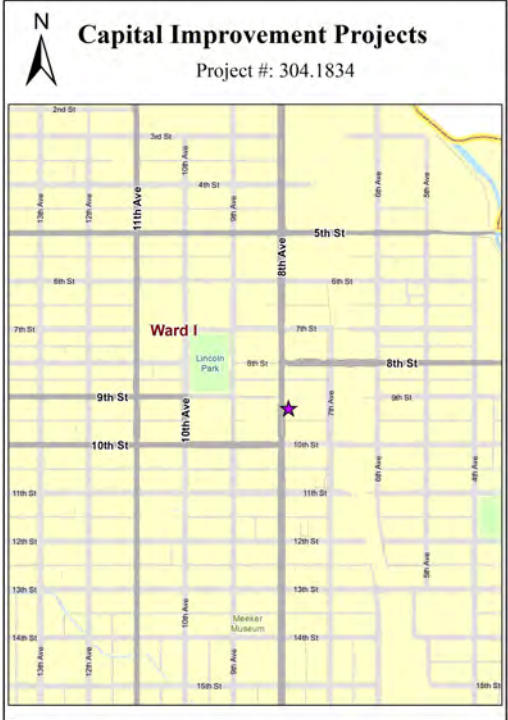 N
Capital Improvement Projects
Project #: 304.1834
2nd St
3rd St
10th Ave
4th St
6th Ave
5th Ave
13th Ave
12th Ave
11th Ave
9th Ave
5th St
8th Ave
6th St
6th St
7th St
Ward I
7th St
Lincoln
Park
8th St
8th St
9th St
10th Ave
7th Ave
9th St
10th St
10th St
6th Ave
4th Ave
11th St
11th St
12th St
12th St
5th Ave
13th St
13th St
10th Ave
Meeker
Museum
14th St
14th St
13th Ave
12th Ave
9th Ave
15th St
15th St